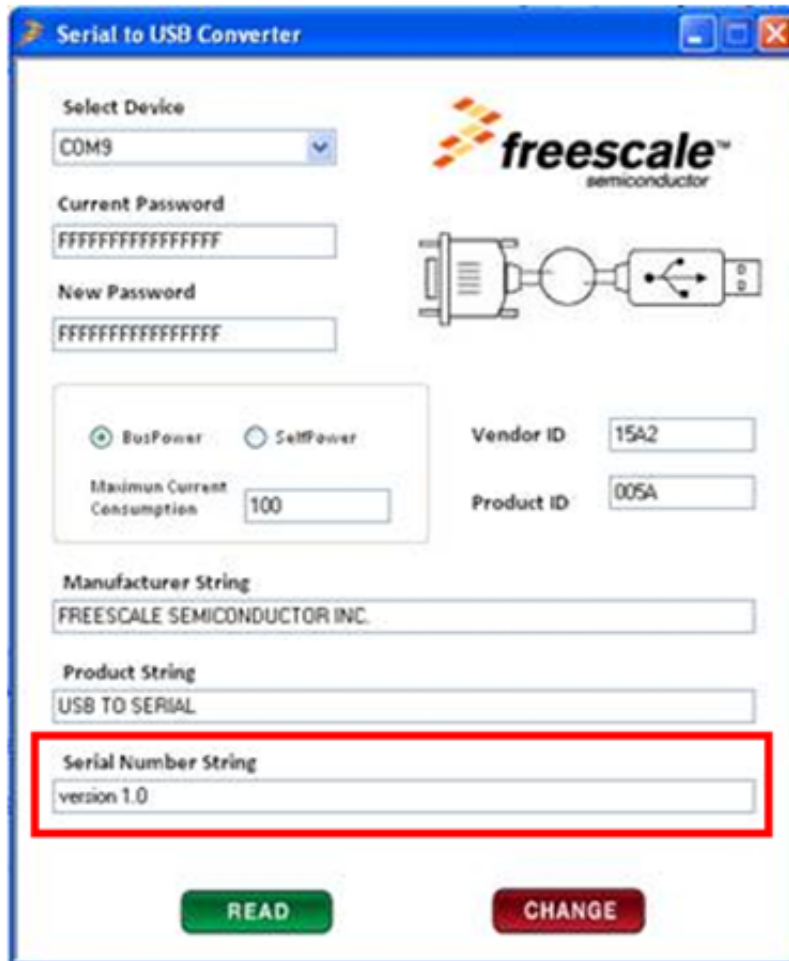 Serial to USB Converter
Select Device
COM9
freescale™
semiconductor
Current Password
FFFFFFFFFFFFFFFF
New Password
FFFFFFFFFFFFFFFF
BusPower SelfPower
Maximun Current
Consumption
100
Vendor ID 15A2
Product ID 005A
Manufacturer String
FREESCALE SEMICONDUCTOR INC.
Product String
USB TO SERIAL
Serial Number String
version 1.0
READ CHANGE